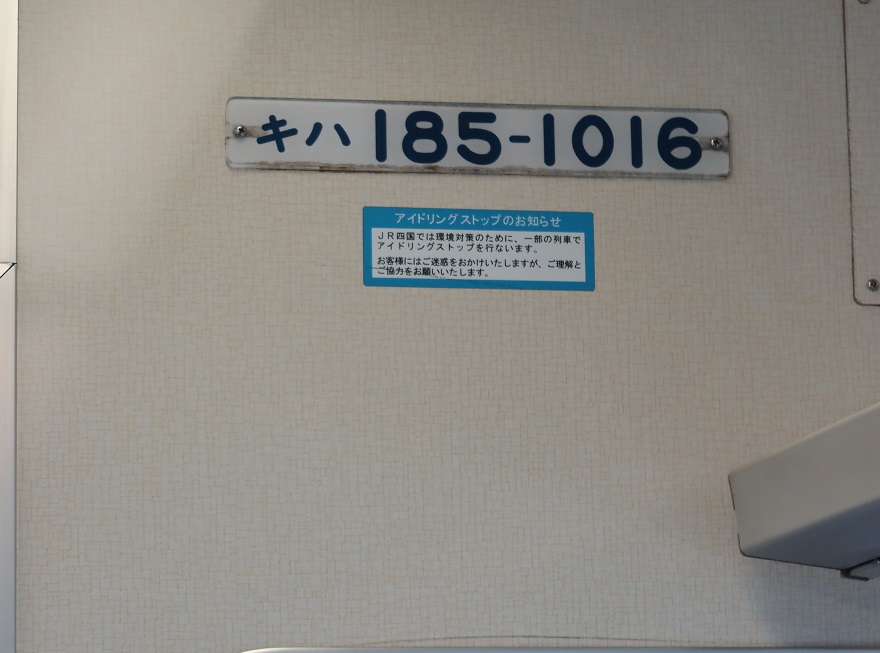 キハ 185-1016
アイドリングストップのお知らせ
JR四国では環境対策のために、一部の列車で
アイドリングストップを行ないます。
お客様にはご迷惑をおかけいたしますが、ご理解と
ご協力をお願いいたします。